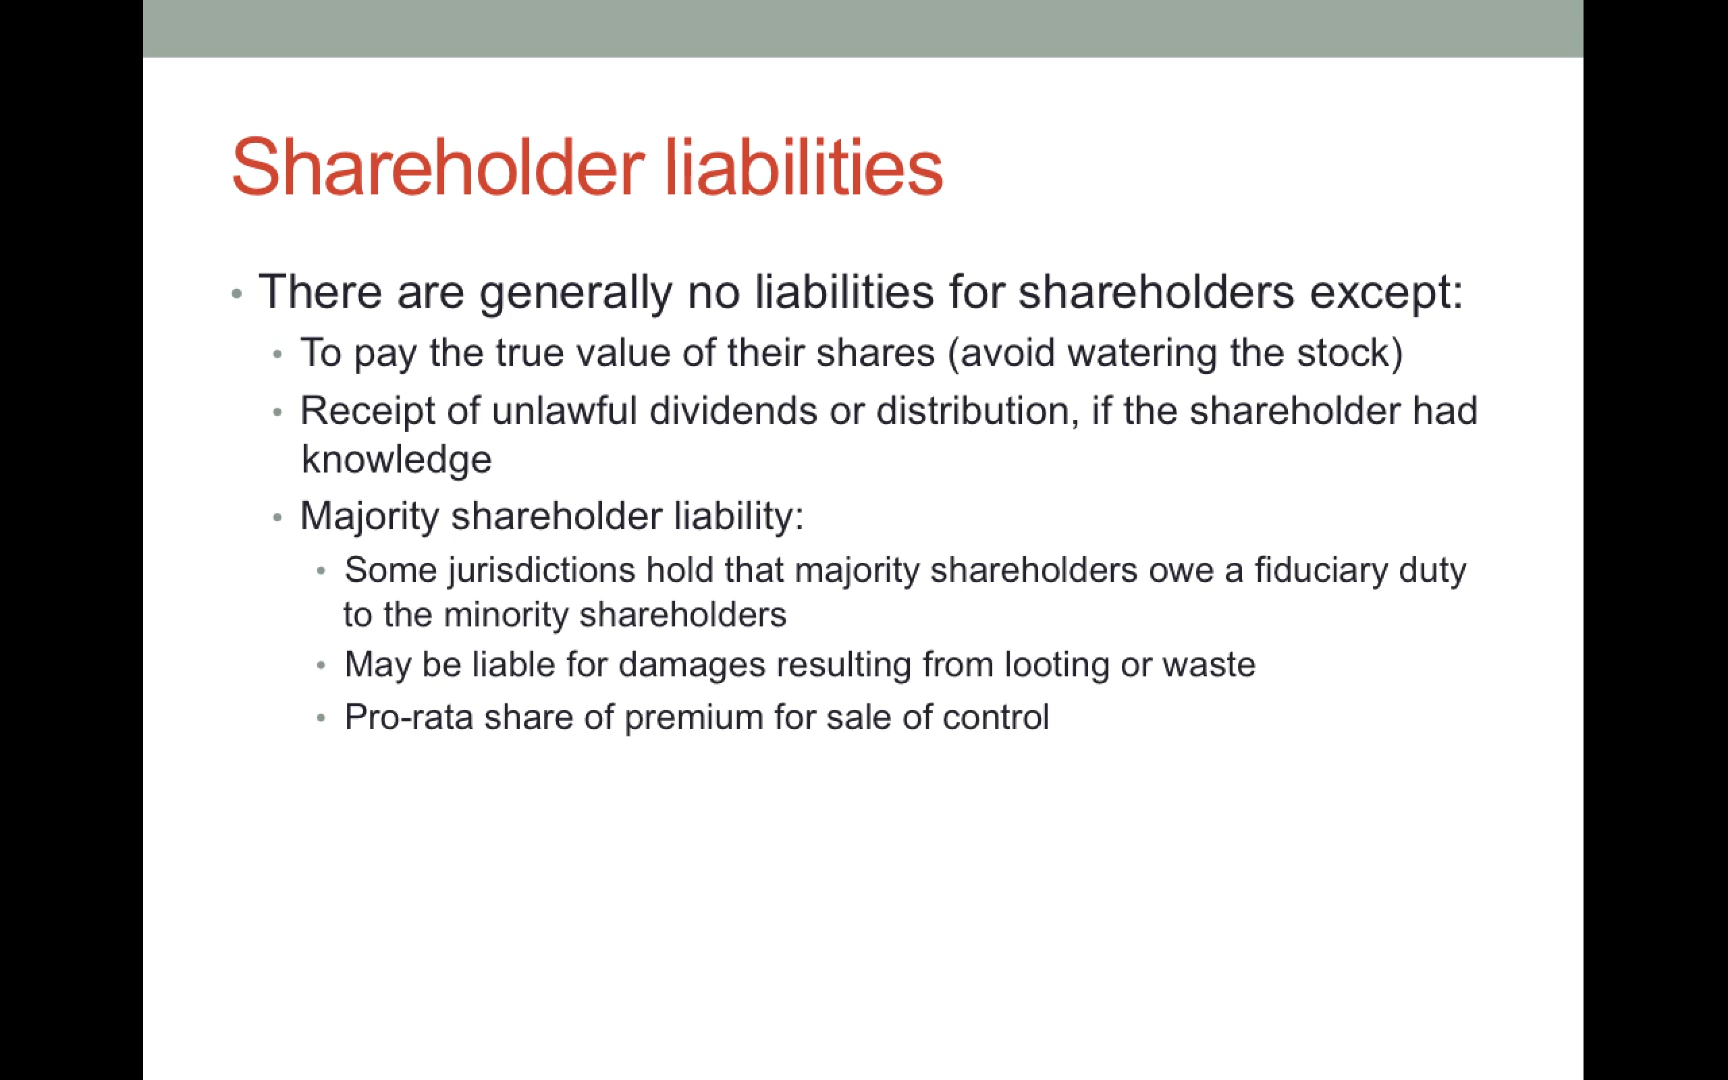 Shareholder liabilities
• There are generally no liabilities for shareholders except:
• To pay the true value of their shares (avoid watering the stock)
• Receipt of unlawful dividends or distribution, if the shareholder had
knowledge
• Majority shareholder liability:
• Some jurisdictions hold that majority shareholders owe a fiduciary duty
to the minority shareholders
• May be liable for damages resulting from looting or waste
• Pro-rata share of premium for sale of control